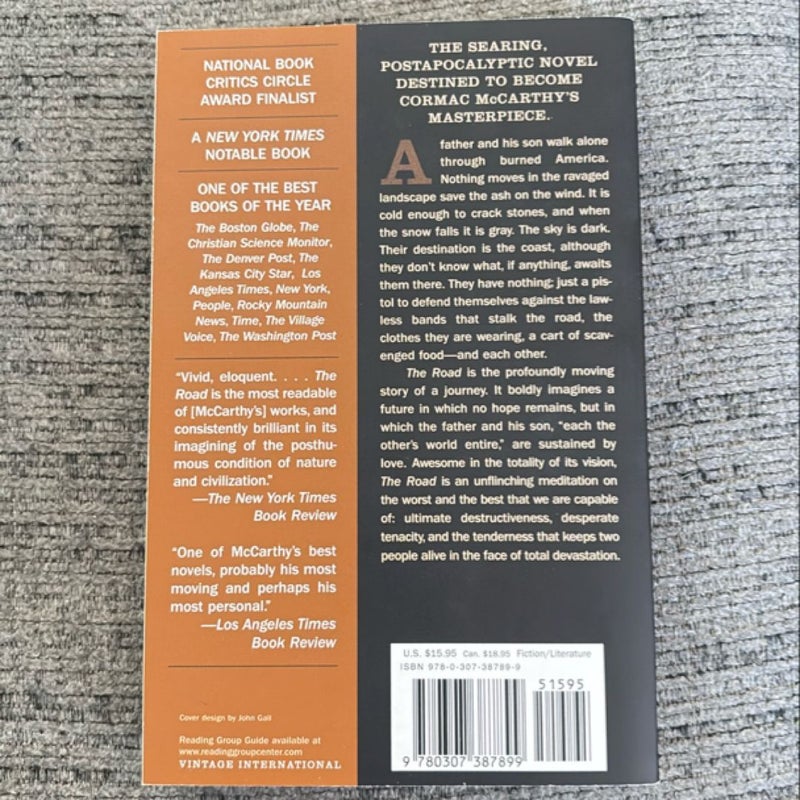 NATIONAL BOOK
CRITICS CIRCLE
AWARD FINALIST
A NEW YORK TIMES
NOTABLE BOOK
ONE OF THE BEST
BOOKS OF THE YEAR
The Boston Globe, The
Christian Science Monitor,
The Denver Post, The
Kansas City Star, Los
Angeles Times, New York,
People, Rocky Mountain
News, Time, The Village
Voice, The Washington Post
“Vivid, eloquent. . . . The
Road is the most readable
of [McCarthy’s] works, and
consistently brilliant in its
imagining of the posthu-
mous condition of nature
and civilization.”
—The New York Times
Book Review
“One of McCarthy’s best
novels, probably his most
moving and perhaps his
most personal.”
—Los Angeles Times
Book Review
Cover design by John Gall
Reading Group Guide available at
www.readinggroupcenter.com
VINTAGE INTERNATIONAL
THE SEARING,
POSTAPOCALYPTIC NOVEL
DESTINED TO BECOME
CORMAC McCARTHY’S
MASTERPIECE.
A father and his son walk alone
through burned America.
Nothing moves in the ravaged
landscape save the ash on the wind. It is
cold enough to crack stones, and when
the snow falls it is gray. The sky is dark.
Their destination is the coast, although
they don’t know what, if anything, awaits
them there. They have nothing; just a pis-
tol to defend themselves against the law-
less bands that stalk the road, the
clothes they are wearing, a cart of scav-
enged food—and each other.
The Road is the profoundly moving
story of a journey. It boldly imagines a
future in which no hope remains, but in
which the father and his son, “each the
other’s world entire,” are sustained by
love. Awesome in the totality of its vision,
The Road is an unflinching meditation on
the worst and the best that we are capable
of: ultimate destructiveness, desperate
tenacity, and the tenderness that keeps two
people alive in the face of total devastation.
U.S. $15.95 Can. $18.95 Fiction/Literature
ISBN 978-0-307-38789-9
51595
9 780307 387899